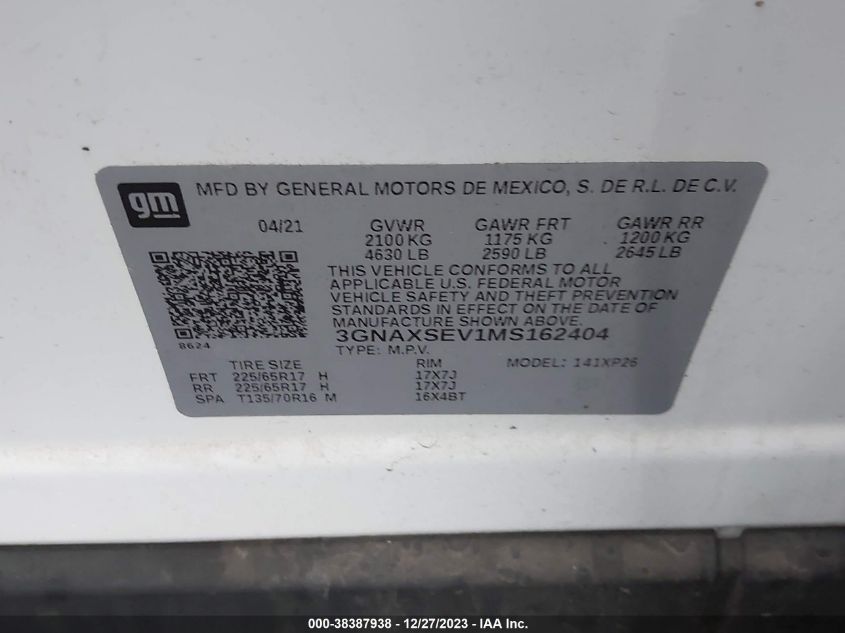 gm MFD BY GENERAL MOTORS DE MEXICO, S. DE R.L. DE C.V.
04/21 GVWR GAWR FRT GAWR RR
2100 KG 1175 KG 1200 KG
4630 LB 2590 LB 2645 LB
THIS VEHICLE CONFORMS TO ALL
APPLICABLE U.S. FEDERAL MOTOR
VEHICLE SAFETY AND THEFT PREVENTION
STANDARDS IN EFFECT ON THE DATE OF
MANUFACTURE SHOWN ABOVE.
8624 3GNAXSEV1MS162404
TYPE: M.P.V. MODEL: 141XP26
TIRE SIZE RIM
FRT 225/65R17 H 17X7J
RR 225/65R17 H 17X7J
SPA T135/70R16 M 16X4BT
000-38387938 - 12/27/2023 - IAA Inc.